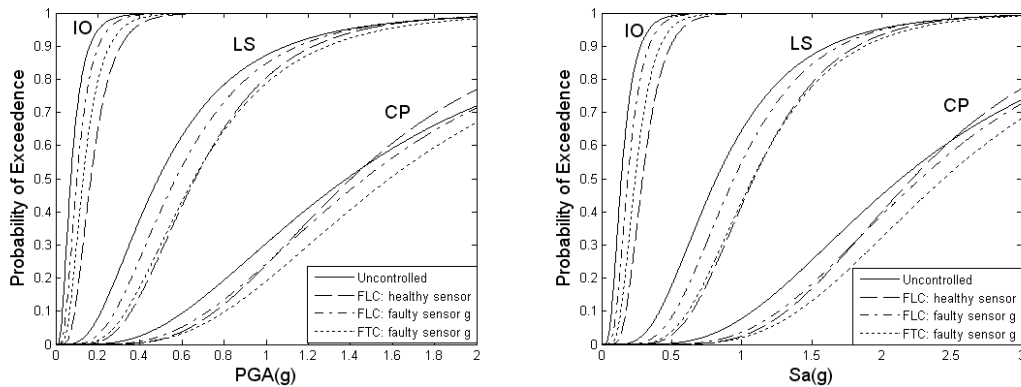 1
0.9
0.8
0.7
0.6
0.5
0.4
0.3
0.2
0.1
0
Probability of Exceedence
IO
LS
CP
Uncontrolled
FLC: healthy sensor
FLC: faulty sensor g
FTC: faulty sensor g
0 0.2 0.4 0.6 0.8 1 1.2 1.4 1.6 1.8 2
PGA(g)
1
0.9
0.8
0.7
0.6
0.5
0.4
0.3
0.2
0.1
0
Probability of Exceedence
IO
LS
CP
Uncontrolled
FLC: healthy sensor
FLC: faulty sensor g
FTC: faulty sensor g
0 0.5 1 1.5 2 2.5 3
Sa(g)